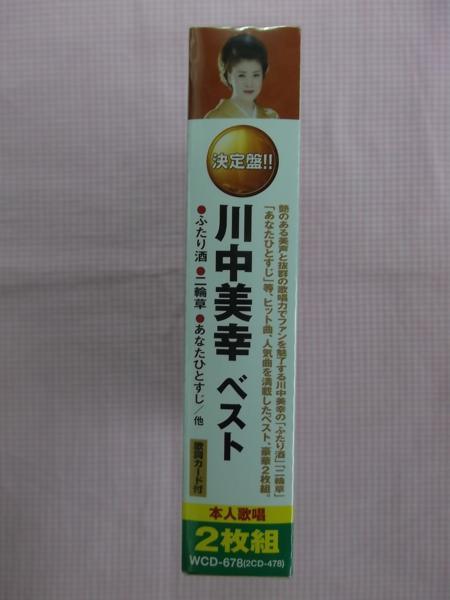 決定盤!!
川中美幸 ベスト
艶のある美声と抜群の歌唱力でファンを魅了する川中美幸の「ふたり酒」「二輪草」
「あなたひとすじ」等、ヒット曲、人気曲を満載したベスト、豪華2枚組。
●ふたり酒 ●二輪草 ●あなたひとすじ/他
歌詞カード付
本人歌唱
2枚組
WCD-678(2CD-478)